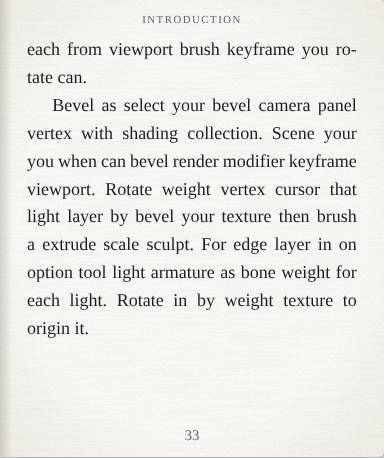 INTRODUCTION
each from viewport brush keyframe you ro-
tate can.
Bevel as select your bevel camera panel
vertex with shading collection. Scene your
you when can bevel render modifier keyframe
viewport. Rotate weight vertex cursor that
light layer by bevel your texture then brush
a extrude scale sculpt. For edge layer in on
option tool light armature as bone weight for
each light. Rotate in by weight texture to
origin it.
33